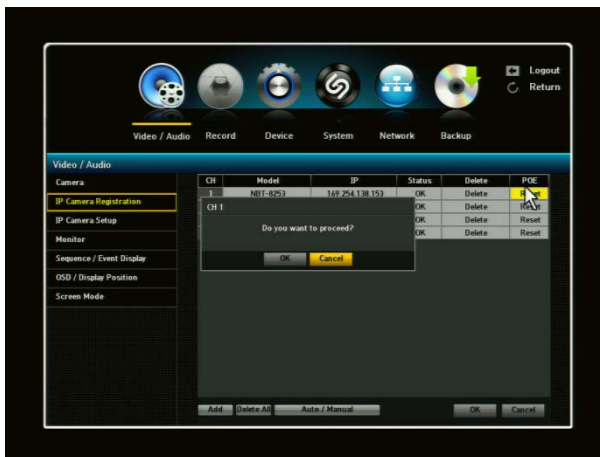 Logout
Return
Video / Audio Record Device System Network Backup
Video / Audio
Camera
IP Camera Registration
IP Camera Setup
Monitor
Sequence / Event Display
OSD / Display Position
Screen Mode
CH Model IP Status Delete POE
1 NBT-8253 169.254.138.153 OK Delete
OK Delete Reset
OK Delete Reset
OK Delete Reset
CH 1
Do you want to proceed?
OK Cancel
Add Delete All Auto / Manual OK Cancel